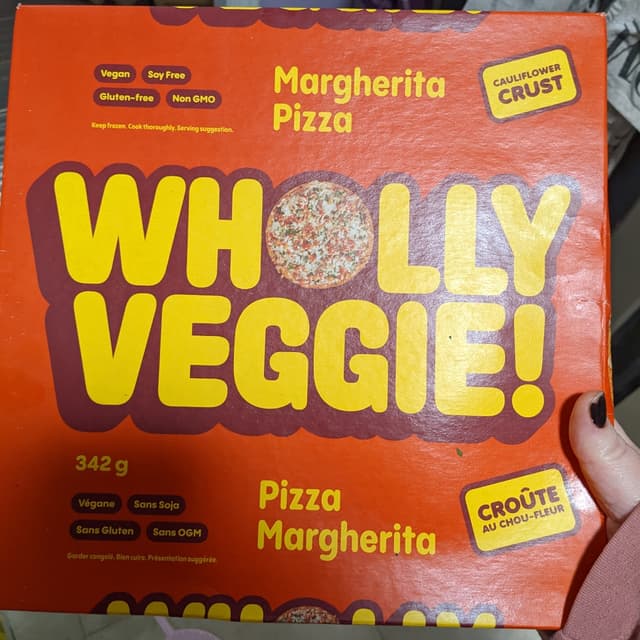 Vegan Soy Free
Gluten-free Non GMO
Keep frozen. Cook thoroughly. Serving suggestion.
Margherita
Pizza
CAULIFLOWER
CRUST
WHOLLY
VEGGIE!
342 g
Végane Sans Soja
Sans Gluten Sans OGM
Garder congelé. Bien cuire. Présentation suggérée.
Pizza
Margherita
CROÛTE
AU CHOU-FLEUR